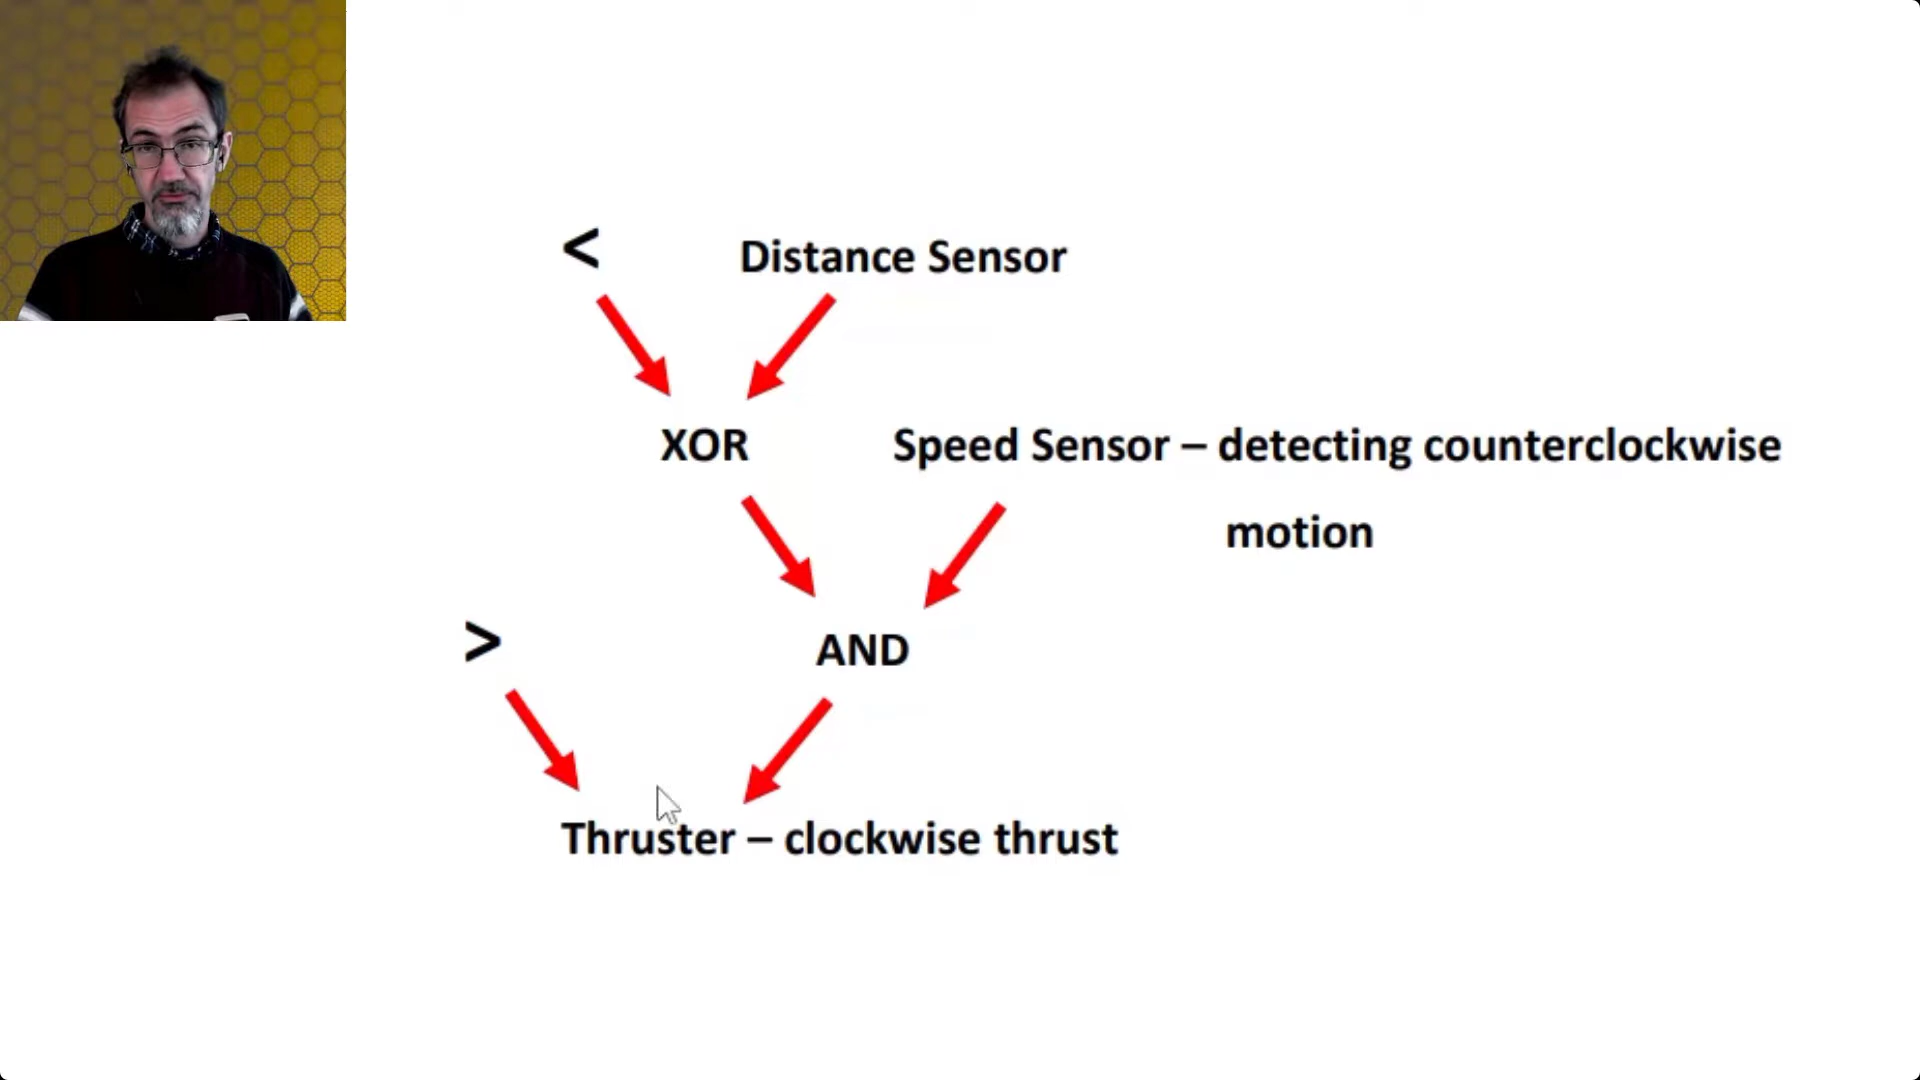 < Distance Sensor
XOR Speed Sensor – detecting counterclockwise
motion
> AND
Thruster – clockwise thrust